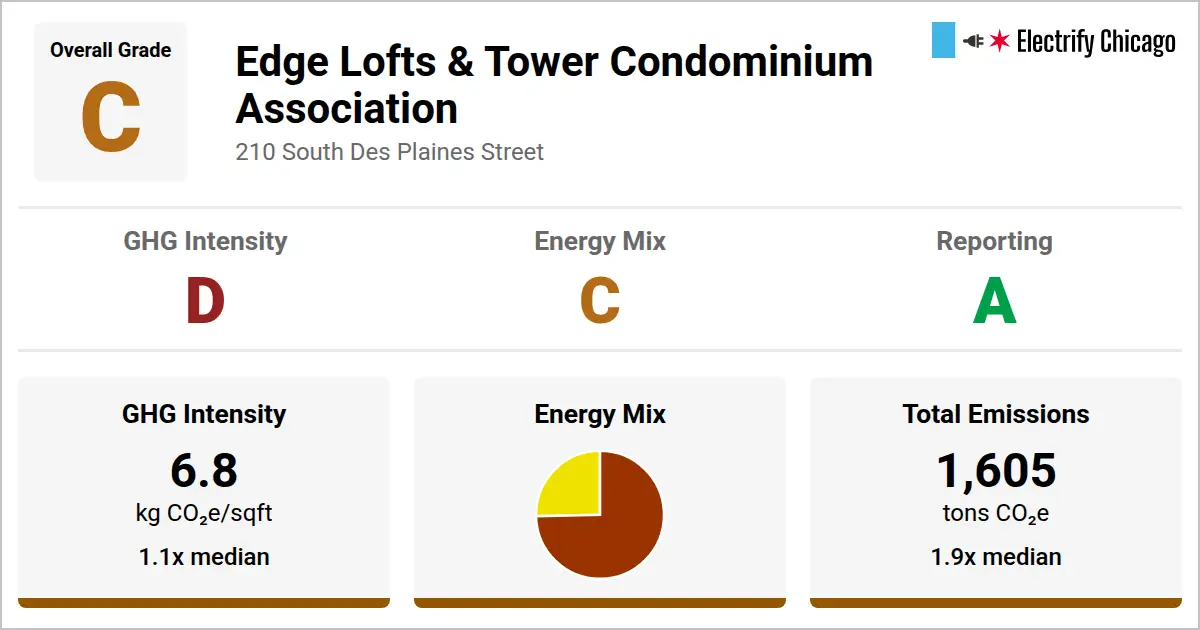 Overall Grade
C
Edge Lofts & Tower Condominium
Association
210 South Des Plaines Street
Electrify Chicago
GHG Intensity
D
Energy Mix
C
Reporting
A
GHG Intensity
6.8
kg CO₂e/sqft
1.1x median
Energy Mix
Total Emissions
1,605
tons CO₂e
1.9x median